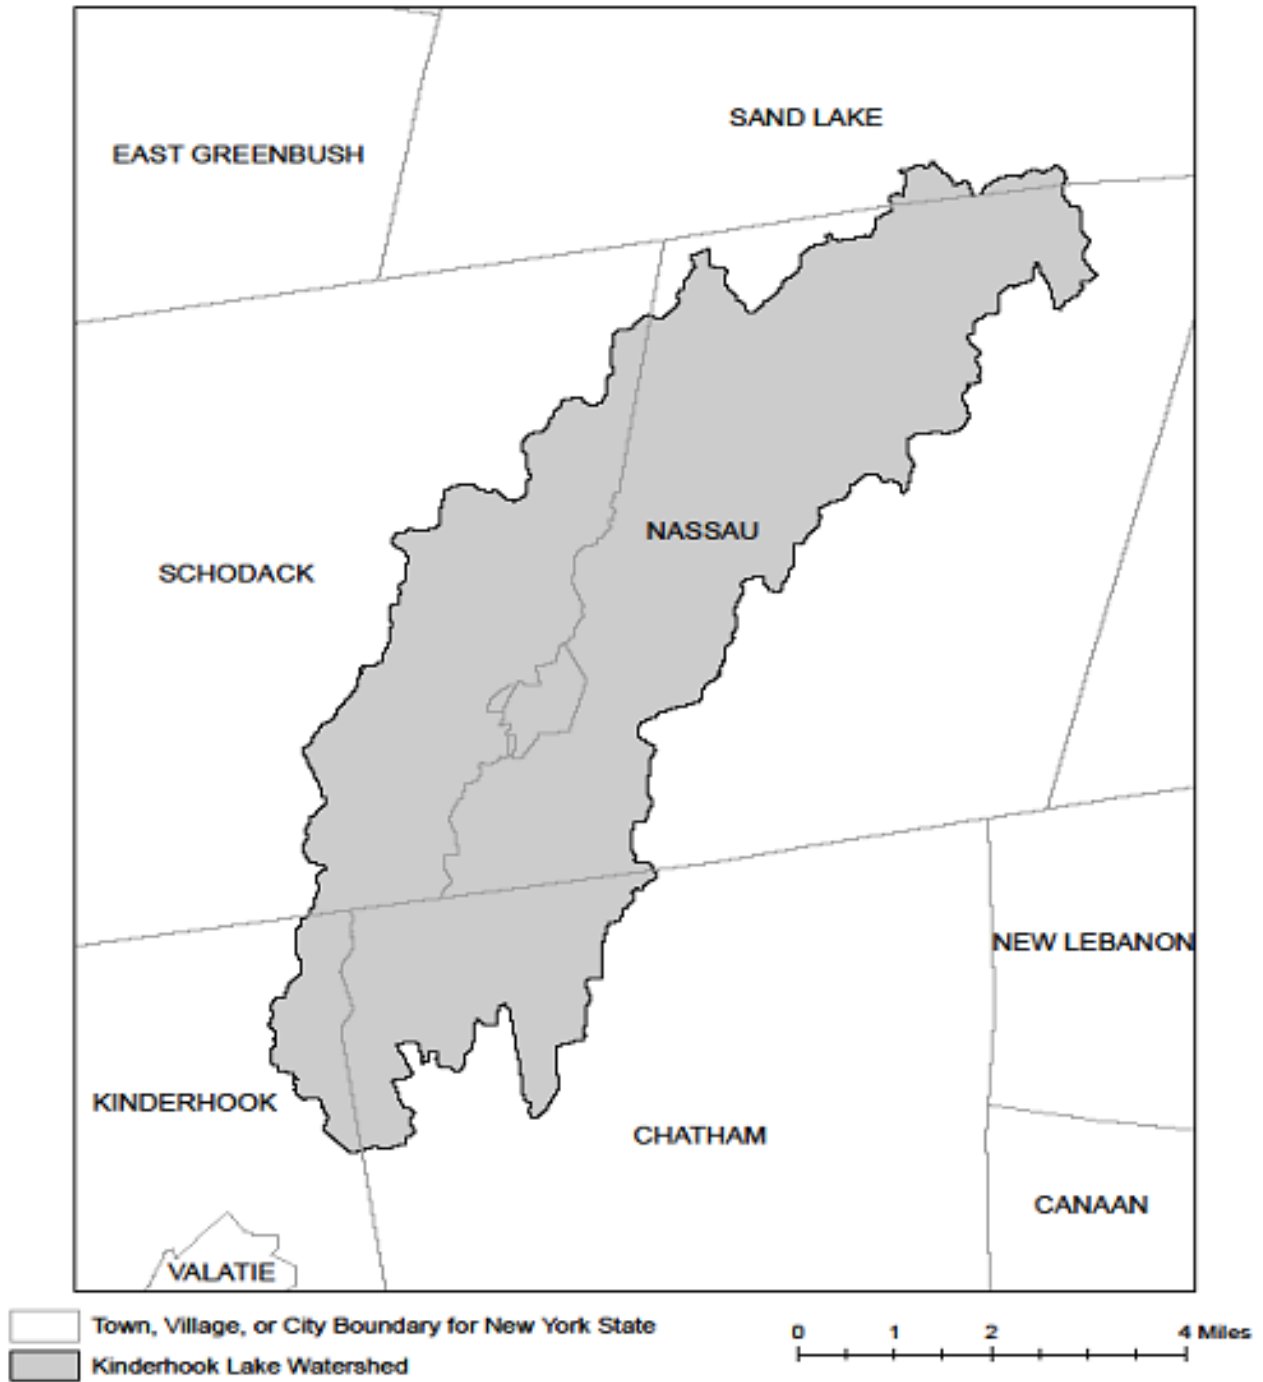 SAND LAKE
EAST GREENBUSH
NASSAU
SCHODACK
NEW LEBANON
KINDERHOOK
CHATHAM
CANAAN
VALATIE
Town, Village, or City Boundary for New York State
Kinderhook Lake Watershed
0 1 2 4 Miles